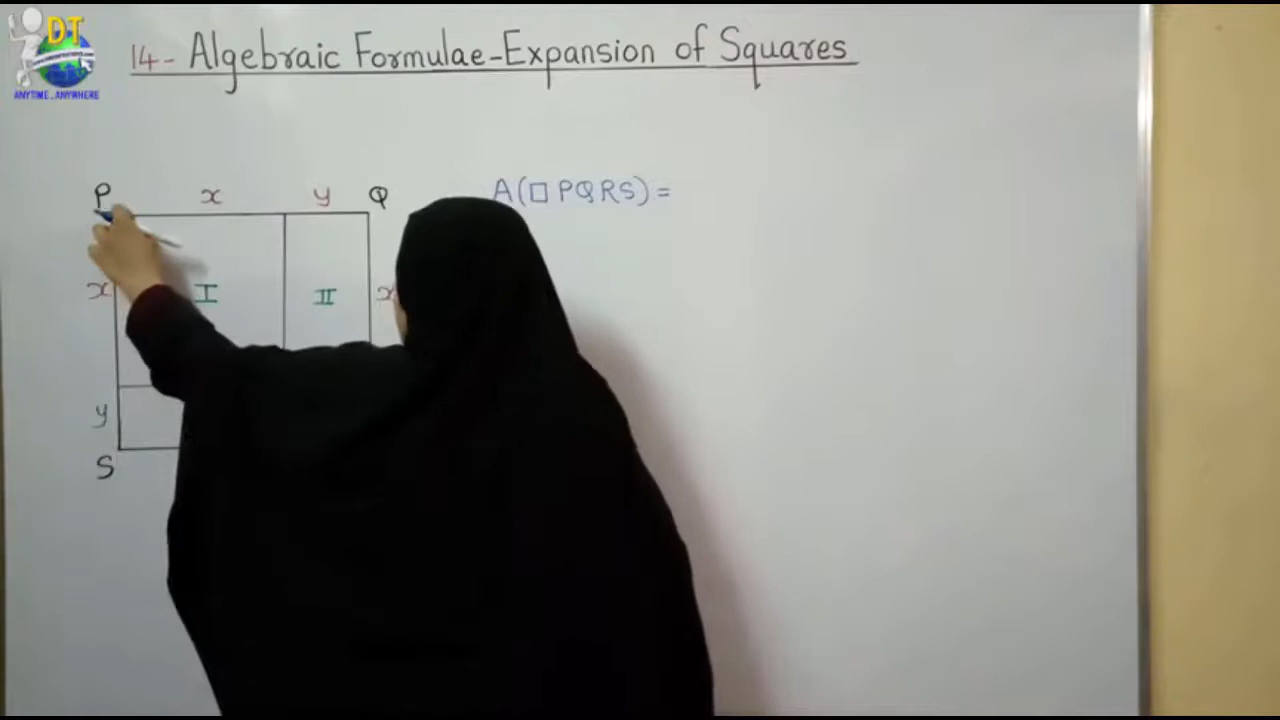 DT
ANYTIME . ANYWHERE
14- Algebraic Formulae-Expansion of Squares
P x y Q
A(□ PQRS) =
x I II x
y
S